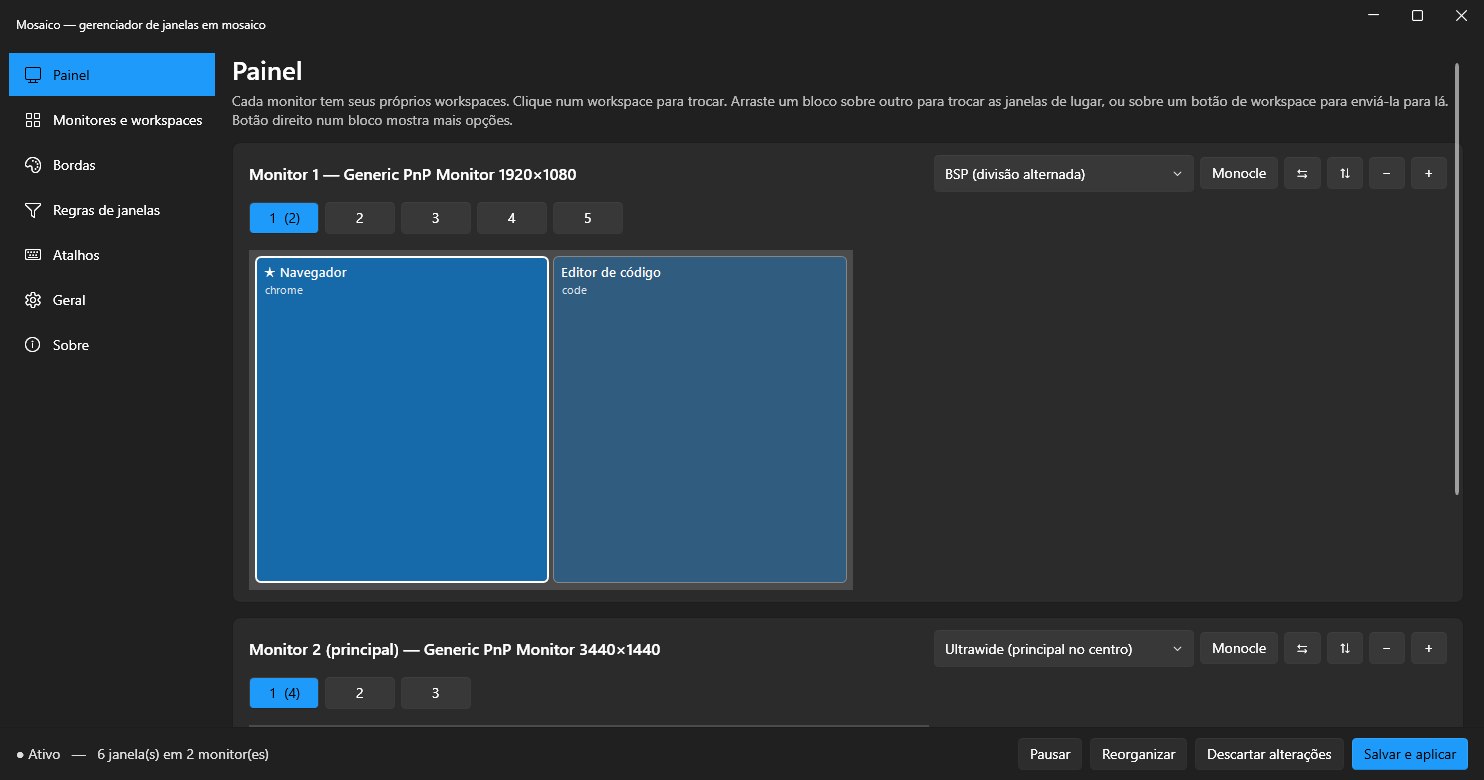 Mosaico — gerenciador de janelas em mosaico
Painel
Monitores e workspaces
Bordas
Regras de janelas
Atalhos
Geral
Sobre
Painel
Cada monitor tem seus próprios workspaces. Clique num workspace para trocar. Arraste um bloco sobre outro para trocar as janelas de lugar, ou sobre um botão de workspace para enviá-la para lá.
Botão direito num bloco mostra mais opções.
Monitor 1 — Generic PnP Monitor 1920×1080
BSP (divisão alternada)
Monocle
⇆
⇅
−
+
1 (2)
2
3
4
5
★ Navegador
chrome
Editor de código
code
Monitor 2 (principal) — Generic PnP Monitor 3440×1440
Ultrawide (principal no centro)
Monocle
⇆
⇅
−
+
1 (4)
2
3
● Ativo — 6 janela(s) em 2 monitor(es)
Pausar
Reorganizar
Descartar alterações
Salvar e aplicar